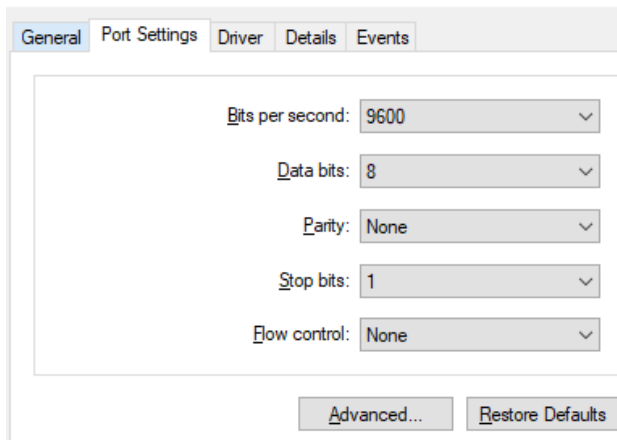 General Port Settings Driver Details Events
Bits per second: 9600
Data bits: 8
Parity: None
Stop bits: 1
Flow control: None
Advanced... Restore Defaults